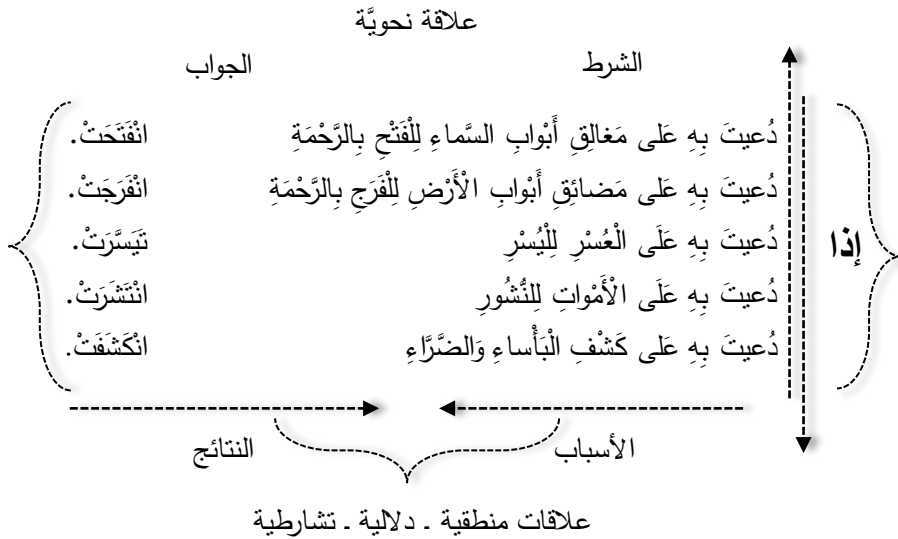 علاقة نحويَّة
الشرط الجواب
دُعيتَ بِهِ عَلى مَغالِقِ أَبْوابِ السَّماءِ لِلْفَتْحِ بِالرَّحْمَةِ انْفَتَحَتْ.
دُعيتَ بِهِ عَلى مَضائِقِ أَبْوابِ الْأَرْضِ لِلْفَرَجِ بِالرَّحْمَةِ انْفَرَجَتْ.
إذا دُعيتَ بِهِ عَلَى الْعُسْرِ لِلْيُسْرِ تَيَسَّرَتْ.
دُعيتَ بِهِ عَلَى الْأَمْواتِ لِلنُّشُورِ انْتَشَرَتْ.
دُعيتَ بِهِ عَلى كَشْفِ الْبَأْساءِ وَالضَّرَّاءِ انْكَشَفَتْ.
الأسباب النتائج
علاقات منطقية ـ دلالية ـ تشارطية